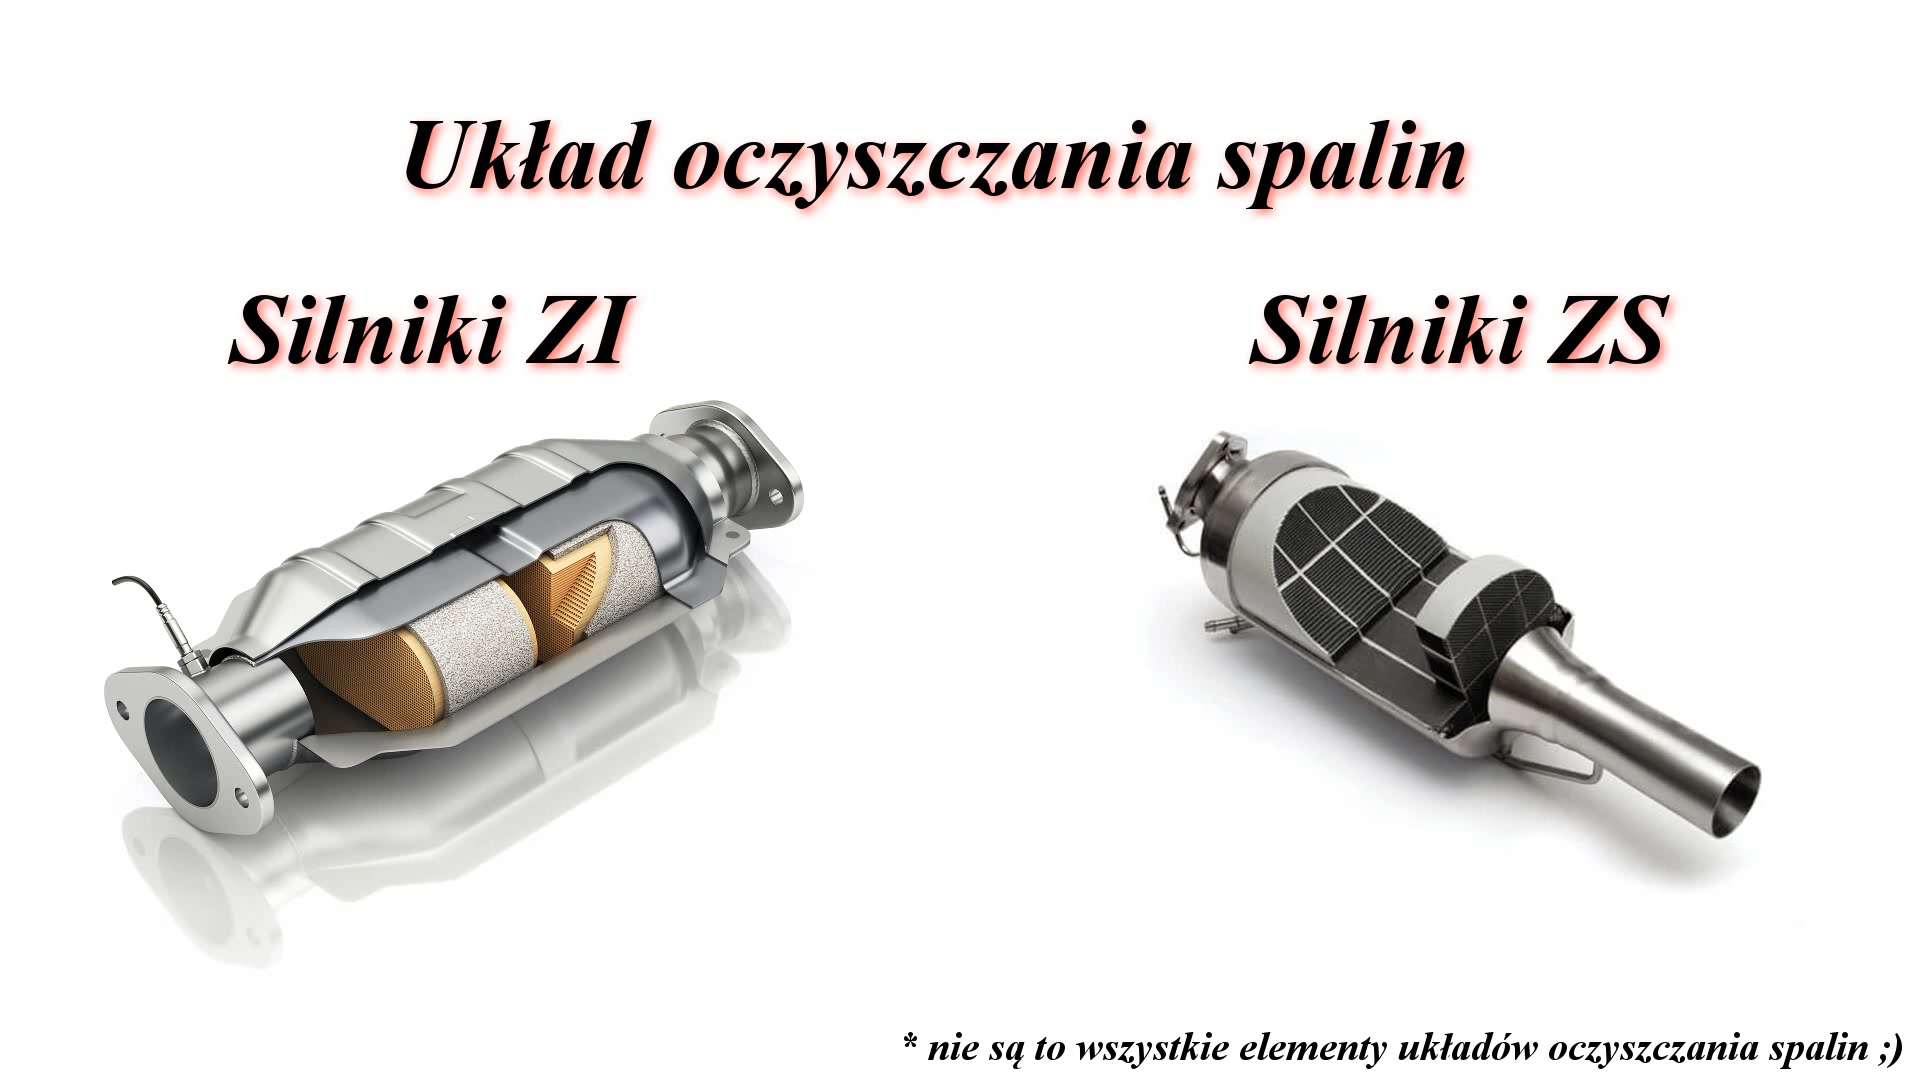 Układ oczyszczania spalin
Silniki ZI
Silniki ZS
* nie są to wszystkie elementy układów oczyszczania spalin ;)